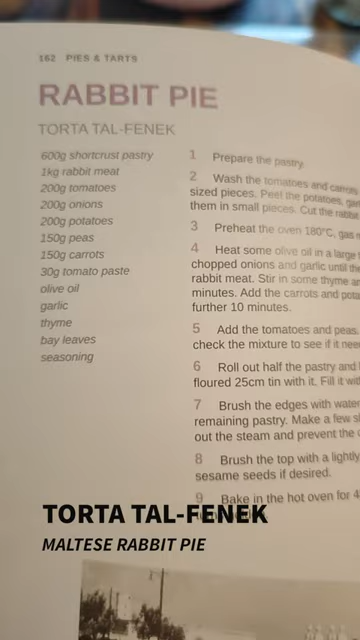 162 PIES & TARTS
RABBIT PIE
TORTA TAL-FENEK
600g shortcrust pastry
1kg rabbit meat
200g tomatoes
200g onions
200g potatoes
150g peas
150g carrots
30g tomato paste
olive oil
garlic
thyme
bay leaves
seasoning
1 Prepare the pastry.
2 Wash the tomatoes and carrots
sized pieces. Peel the potatoes,
them in small pieces. Cut the
3 Preheat the oven 180°C, gas
4 Heat some olive oil in a large
chopped onions and garlic until the
rabbit meat. Stir in some thyme
minutes. Add the carrots and
further 10 minutes.
5 Add the tomatoes and peas.
check the mixture to see if it
6 Roll out half the pastry and
floured 25cm tin with it. Fill it
7 Brush the edges with water
remaining pastry. Make a few
out the steam and prevent the
8 Brush the top with a lightly
sesame seeds if desired.
9 Bake in the hot oven for
TORTA TAL-FENEK
MALTESE RABBIT PIE